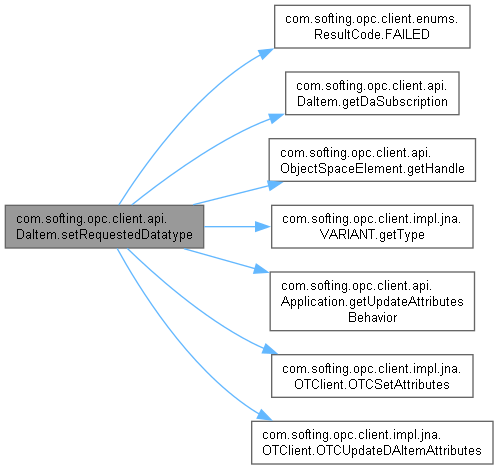 com.softing.opc.client.enums.
ResultCode.FAILED
com.softing.opc.client.api.
DaItem.getDaSubscription
com.softing.opc.client.api.
ObjectSpaceElement.getHandle
com.softing.opc.client.api.
DaItem.setRequestedDatatype
com.softing.opc.client.impl.jna.
VARIANT.getType
com.softing.opc.client.api.
Application.getUpdateAttributes
Behavior
com.softing.opc.client.impl.jna.
OTClient.OTCSetAttributes
com.softing.opc.client.impl.jna.
OTClient.OTCUpdateDAItemAttributes